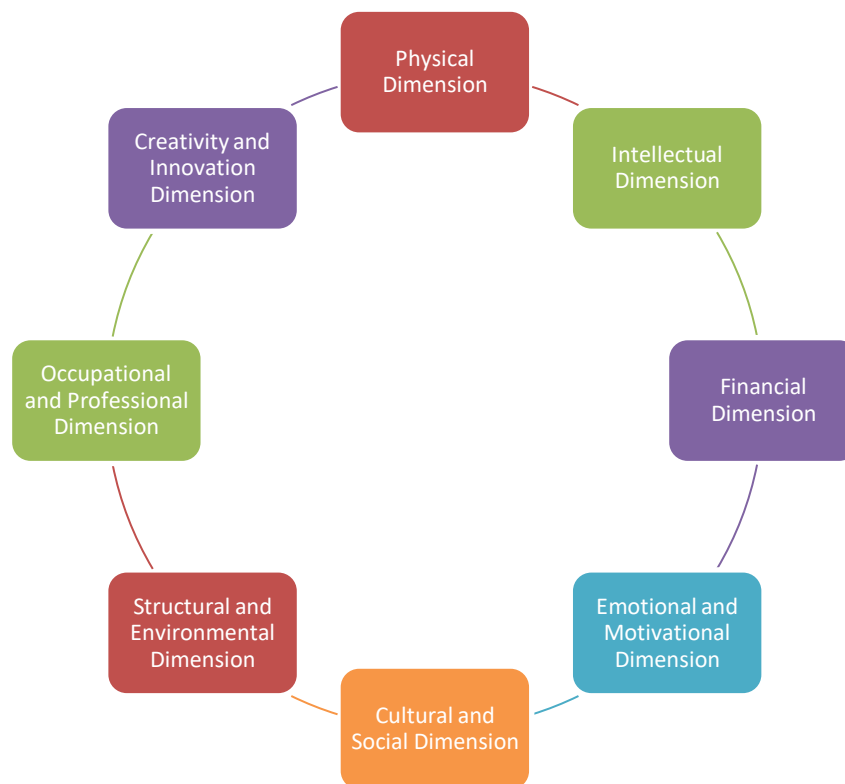 Physical
Dimension
Intellectual
Dimension
Financial
Dimension
Emotional and
Motivational
Dimension
Cultural and
Social Dimension
Structural and
Environmental
Dimension
Occupational
and Professional
Dimension
Creativity and
Innovation
Dimension